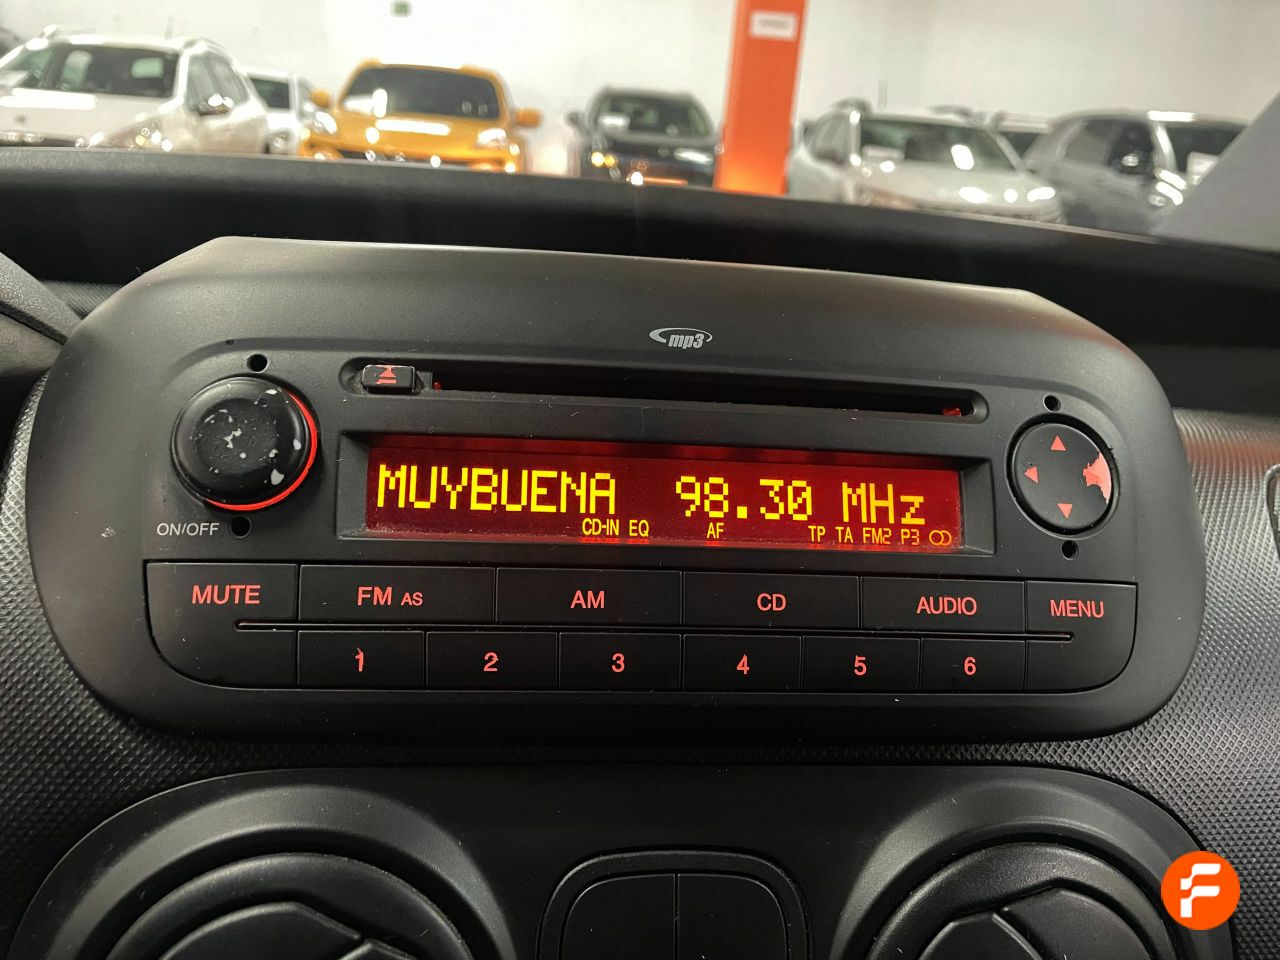 mp3
MUYBUENA 98.30 MHz
CD-IN EQ AF TP TA FM2 P3
ON/OFF
MUTE FM AS AM CD AUDIO MENU
1 2 3 4 5 6
F